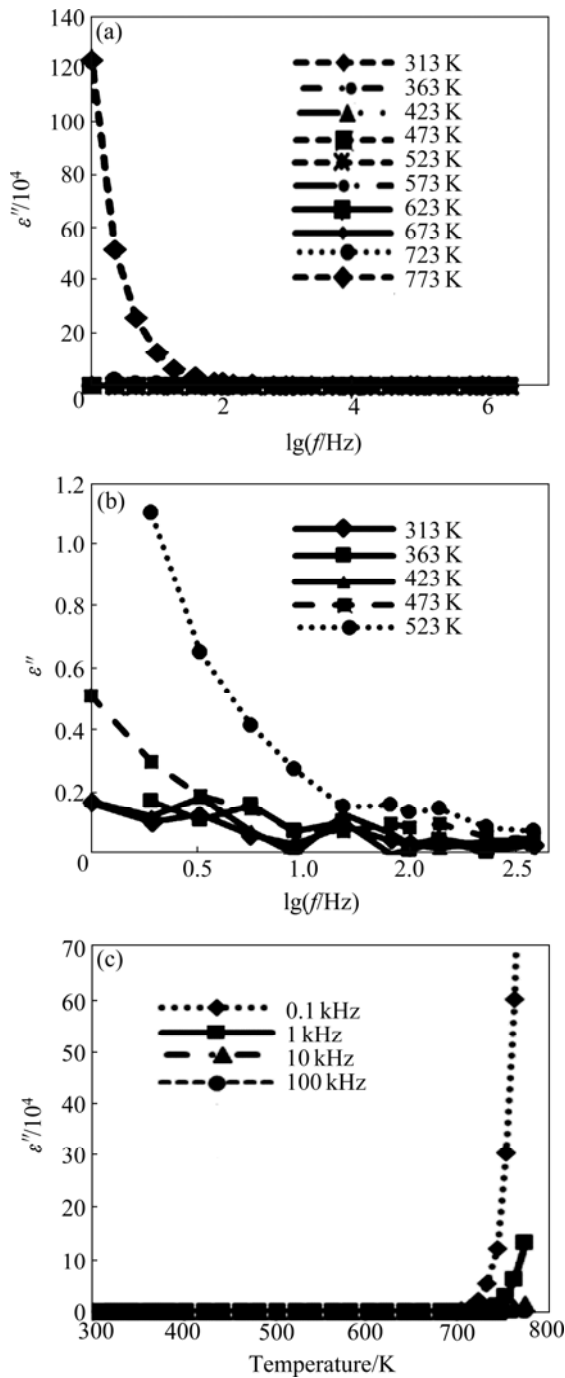 140
(a)
120
100
80
60
40
20
0
ε″/10⁴
2
4
6
lg(f/Hz)
313 K
363 K
423 K
473 K
523 K
573 K
623 K
673 K
723 K
773 K
1.2
(b)
1.0
0.8
0.6
0.4
0.2
ε″
0
0.5
1.0
2.0
2.5
lg(f/Hz)
313 K
363 K
423 K
473 K
523 K
70
(c)
60
50
40
30
20
10
0
ε″/10⁴
0.1 kHz
1 kHz
10 kHz
100 kHz
300
400
500
600
700
800
Temperature/K